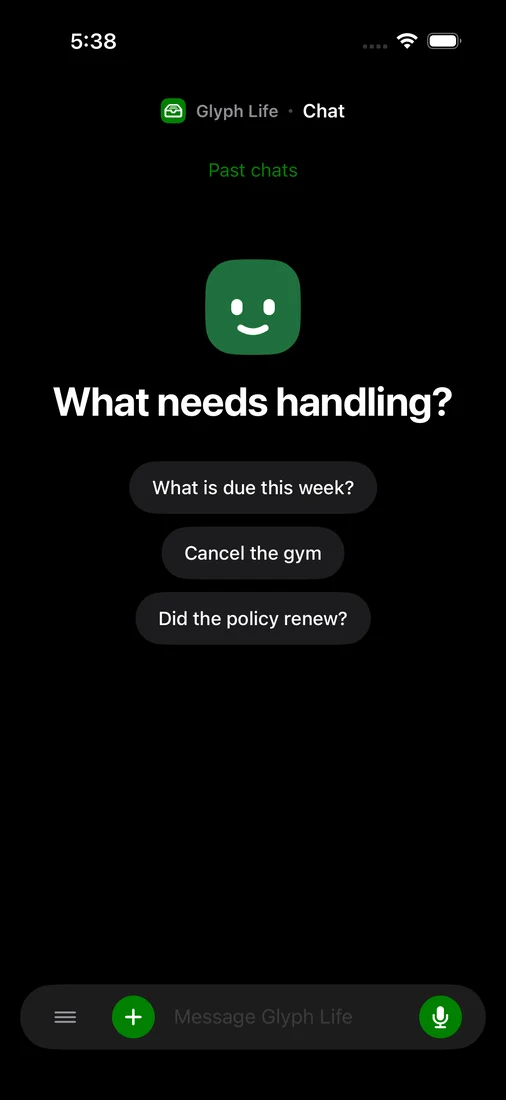 5:38
Glyph Life • Chat
Past chats
What needs handling?
What is due this week?
Cancel the gym
Did the policy renew?
Message Glyph Life